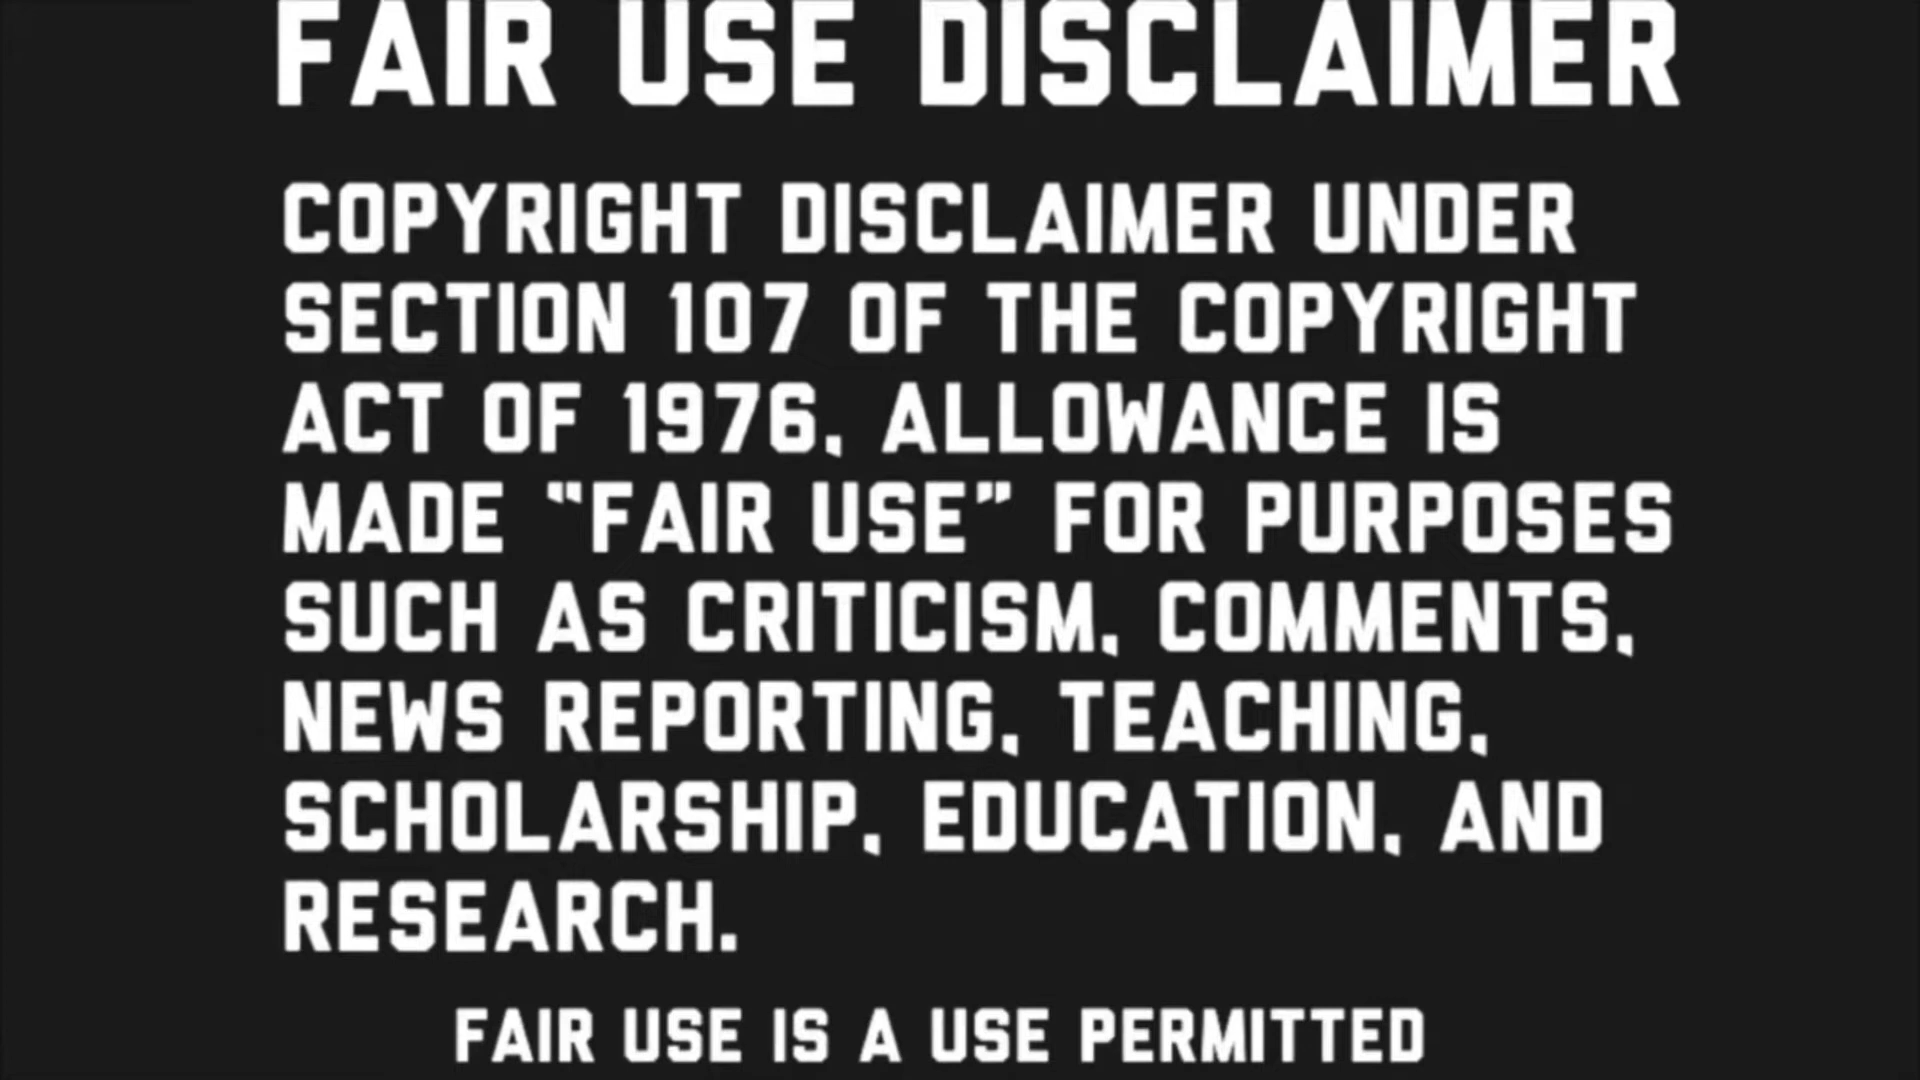 FAIR USE DISCLAIMER
COPYRIGHT DISCLAIMER UNDER
SECTION 107 OF THE COPYRIGHT
ACT OF 1976, ALLOWANCE IS
MADE “FAIR USE” FOR PURPOSES
SUCH AS CRITICISM, COMMENTS,
NEWS REPORTING, TEACHING,
SCHOLARSHIP, EDUCATION, AND
RESEARCH.
FAIR USE IS A USE PERMITTED